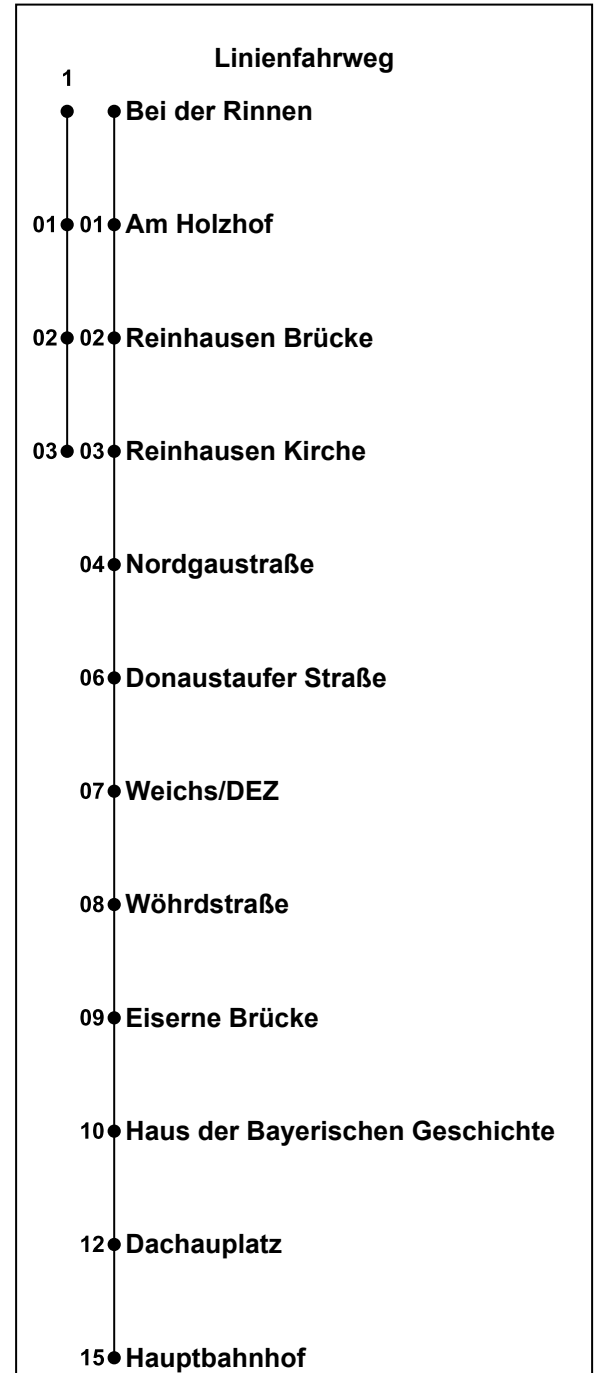 Linienfahrweg
1
Bei der Rinnen
01 01 Am Holzhof
02 02 Reinhausen Brücke
03 03 Reinhausen Kirche
04 Nordgaustraße
06 Donaustaufer Straße
07 Weichs/DEZ
08 Wöhrdstraße
09 Eiserne Brücke
10 Haus der Bayerischen Geschichte
12 Dachauplatz
15 Hauptbahnhof